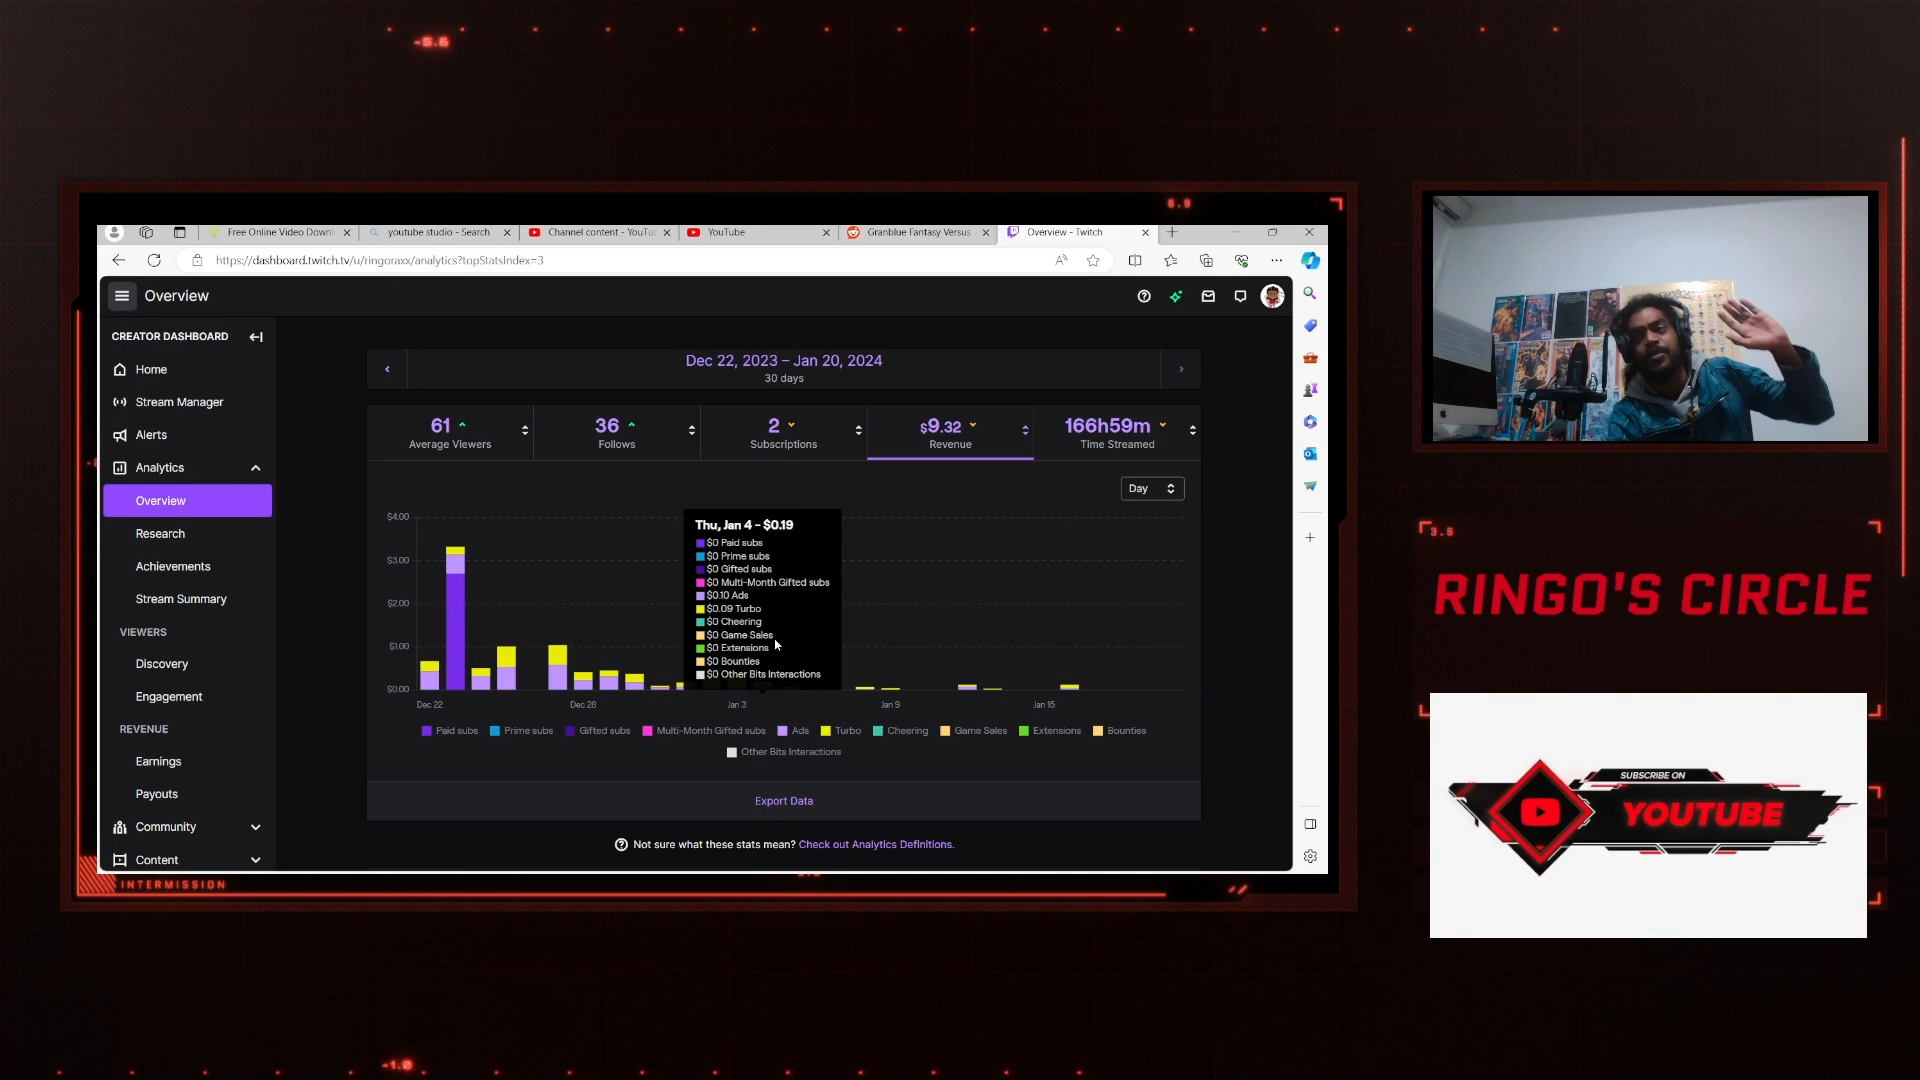 -5.6
6.9
Free Online Video Downl
youtube studio - Search
Channel content - YouTu
YouTube
Granblue Fantasy Versus
Overview - Twitch
https://dashboard.twitch.tv/u/ringoraxx/analytics?topStatsIndex=3
Overview
CREATOR DASHBOARD
Home
Stream Manager
Alerts
Analytics
Overview
Research
Achievements
Stream Summary
VIEWERS
Discovery
Engagement
REVENUE
Earnings
Payouts
Community
Content
Dec 22, 2023 – Jan 20, 2024
30 days
61
Average Viewers
36
Follows
2
Subscriptions
$9.32
Revenue
166h59m
Time Streamed
Day
$4.00
$3.00
$2.00
$1.00
$0.00
Thu, Jan 4 - $0.19
$0 Paid subs
$0 Prime subs
$0 Gifted subs
$0 Multi-Month Gifted subs
$0.10 Ads
$0.09 Turbo
$0 Cheering
$0 Game Sales
$0 Extensions
$0 Bounties
$0 Other Bits Interactions
Dec 22
Dec 28
Jan 3
Jan 9
Jan 15
Paid subs
Prime subs
Gifted subs
Multi-Month Gifted subs
Ads
Turbo
Cheering
Game Sales
Extensions
Bounties
Other Bits Interactions
Export Data
Not sure what these stats mean? Check out Analytics Definitions.
INTERMISSION
3.5
RINGO'S CIRCLE
SUBSCRIBE ON
YOUTUBE
-1.0